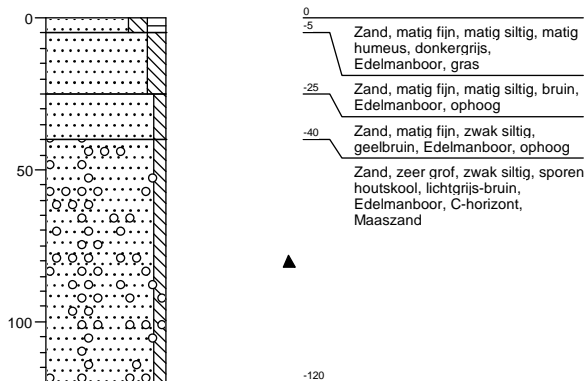 0
50
100
0
-5
Zand, matig fijn, matig siltig, matig
humeus, donkergrijs,
Edelmanboor, gras
-25
Zand, matig fijn, matig siltig, bruin,
Edelmanboor, ophoog
-40
Zand, matig fijn, zwak siltig,
geelbruin, Edelmanboor, ophoog
Zand, zeer grof, zwak siltig, sporen
houtskool, lichtgrijs-bruin,
Edelmanboor, C-horizont,
Maaszand
-120